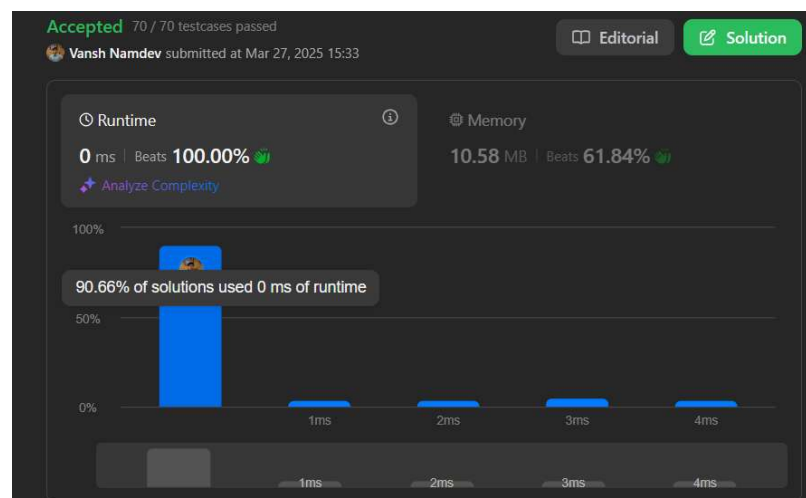 Accepted 70 / 70 testcases passed
Editorial
Solution
Vansh Namdev submitted at Mar 27, 2025 15:33
Runtime
0 ms | Beats 100.00%
Analyze Complexity
Memory
10.58 MB | Beats 61.84%
100%
90.66% of solutions used 0 ms of runtime
50%
0%
1ms 2ms 3ms 4ms
1ms 2ms 3ms 4ms